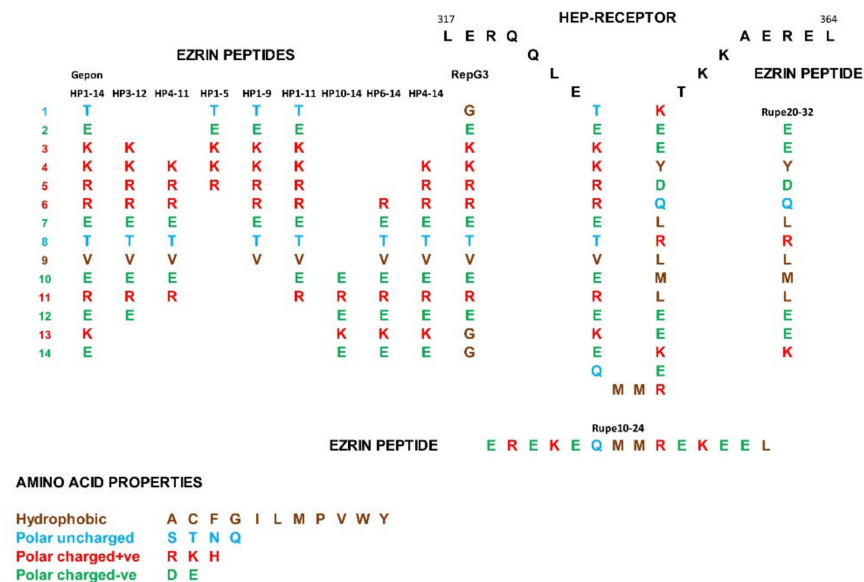 317 HEP-RECEPTOR 364
L E R Q A E R E L
EZRIN PEPTIDES Q K
Gepon RepG3 L K EZRIN PEPTIDE
HP1-14 HP3-12 HP4-11 HP1-5 HP1-9 HP1-11 HP10-14 HP6-14 HP4-14 E T
1 T T T T G T K Rupe20-32
2 E E E E E E E E
3 K K K K K K K E E
4 K K K K K K K K K Y Y
5 R R R R R R R R R D D
6 R R R R R R R R R Q Q
7 E E E E E E E E E L L
8 T T T T T T T T T R R
9 V V V V V V V V V L L
10 E E E E E E E E E M M
11 R R R R R R R R R L L
12 E E E E E E E E E
13 K K K K G K E E
14 E E E E G E K K
Q E
M M R
Rupe10-24
EZRIN PEPTIDE E R E K E Q M M R E K E E L
AMINO ACID PROPERTIES
Hydrophobic A C F G I L M P V W Y
Polar uncharged S T N Q
Polar charged+ve R K H
Polar charged-ve D E